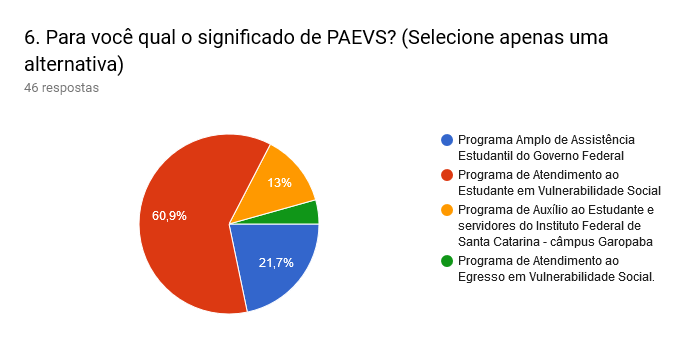 6. Para você qual o significado de PAEVS? (Selecione apenas uma
alternativa)
46 respostas
Programa Amplo de Assistência
Estudantil do Governo Federal
Programa de Atendimento ao
Estudante em Vulnerabilidade Social
Programa de Auxílio ao Estudante e
servidores do Instituto Federal de
Santa Catarina - câmpus Garopaba
Programa de Atendimento ao
Egresso em Vulnerabilidade Social.
13%
60,9%
21,7%